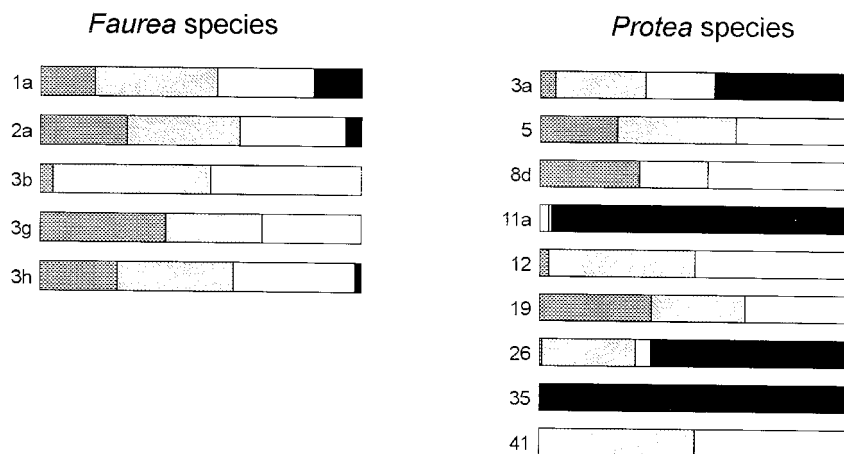 Faurea species
1a
2a
3b
3g
3h
Protea species
3a
5
8d
11a
12
19
26
35
41